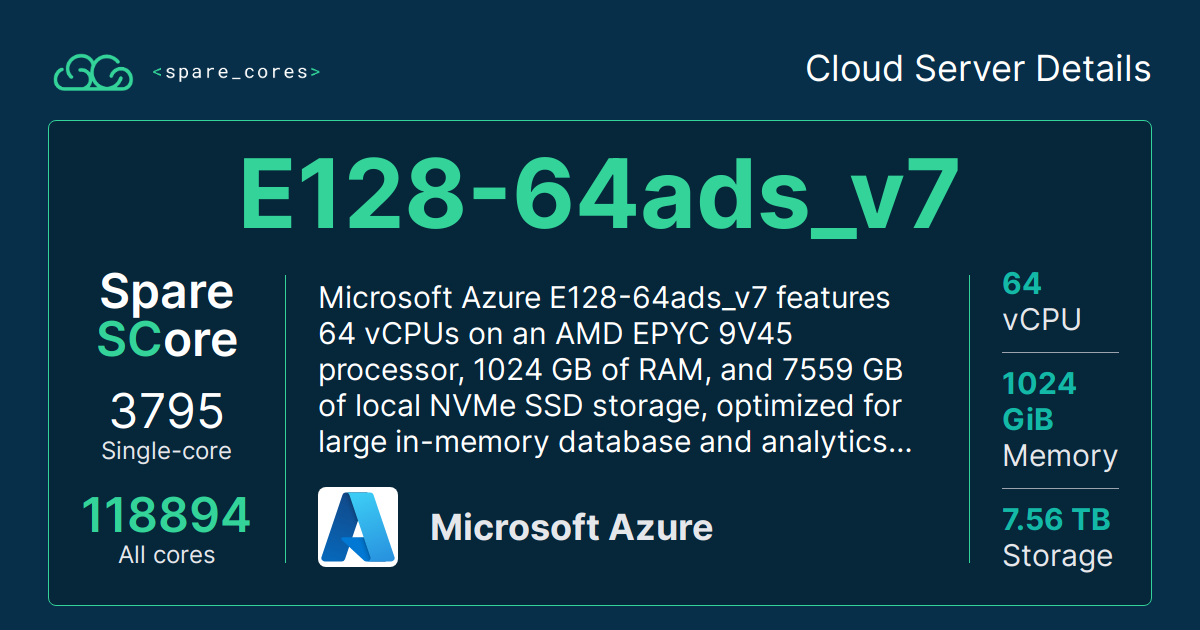 <spare_cores>
Cloud Server Details
E128-64ads_v7
Spare
SCore
3795
Single-core
118894
All cores
Microsoft Azure E128-64ads_v7 features
64 vCPUs on an AMD EPYC 9V45
processor, 1024 GB of RAM, and 7559 GB
of local NVMe SSD storage, optimized for
large in-memory database and analytics...
Microsoft Azure
64
vCPU
1024
GiB
Memory
7.56 TB
Storage